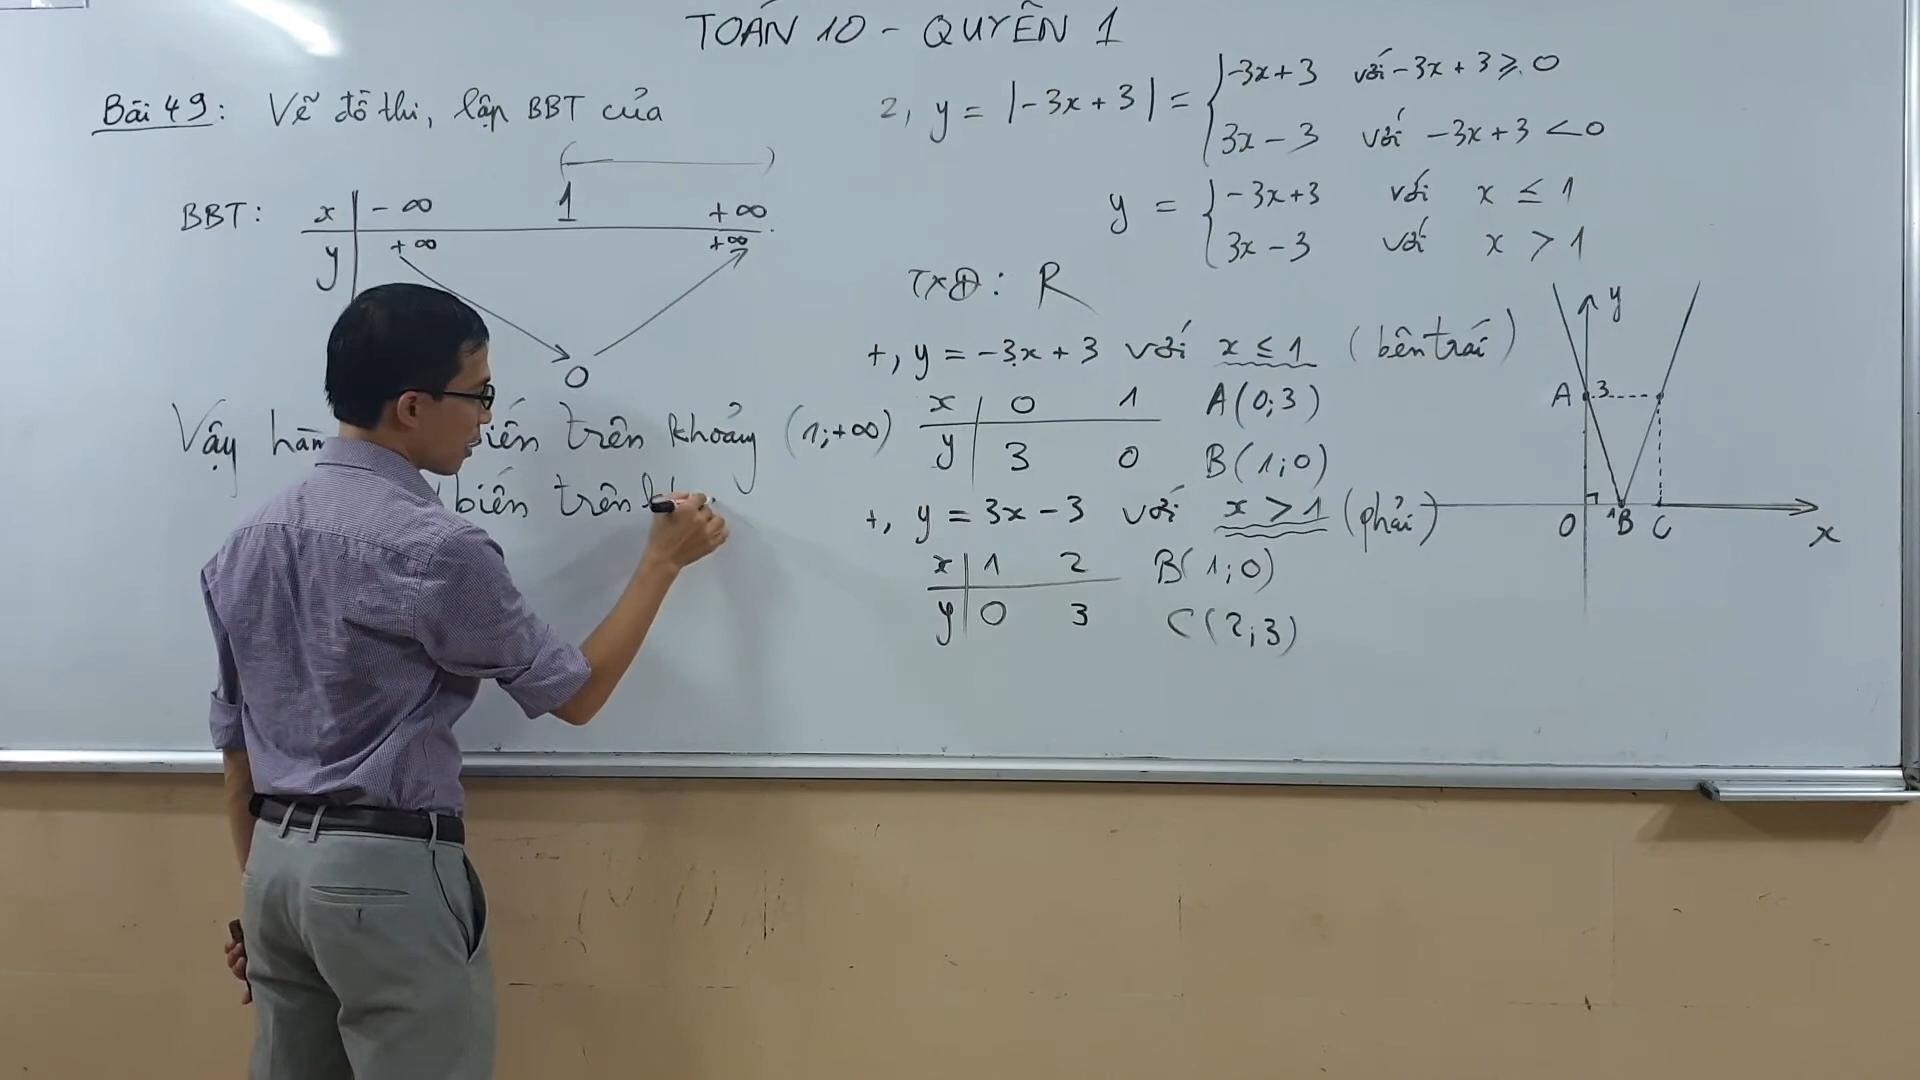 TOÁN 10 - QUYỂN 1
Bài 49: Vẽ đồ thi, lập BBT của
BBT:
x | -∞ 1 +∞
y | +∞ +∞
0
Vậy hàm trên khoảng (1;+∞)
biến trên
2, y = |-3x+3| = { -3x+3 với -3x+3 ⩾ 0
3x-3 với -3x+3 < 0
y = { -3x+3 với x ≤ 1
3x-3 với x > 1
TXĐ: R
+, y = -3x+3 với x ≤ 1 (bên trái)
x | 0 1 A(0;3)
y | 3 0 B(1;0)
+, y = 3x-3 với x > 1 (phải)
x | 1 2 B(1;0)
y | 0 3 C(2;3)
y
A 3
O 1 B C x